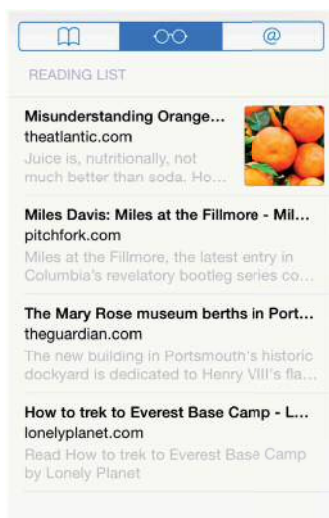 @
READING LIST
Misunderstanding Orange...
theatlantic.com
Juice is, nutritionally, not
much better than soda. Ho...
Miles Davis: Miles at the Fillmore - Mil...
pitchfork.com
Miles at the Fillmore, the latest entry in
Columbia's revelatory bootleg series co...
The Mary Rose museum berths in Port...
theguardian.com
The new building in Portsmouth's historic
dockyard is dedicated to Henry VIII's fla...
How to trek to Everest Base Camp - L...
lonelyplanet.com
Read How to trek to Everest Base Camp
by Lonely Planet